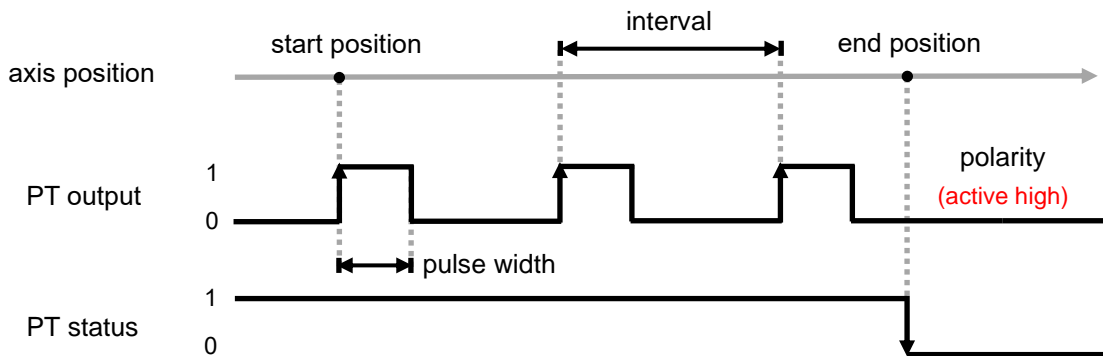 interval
start position
end position
axis position
1
polarity
PT output
(active high)
0
pulse width
1
PT status
0